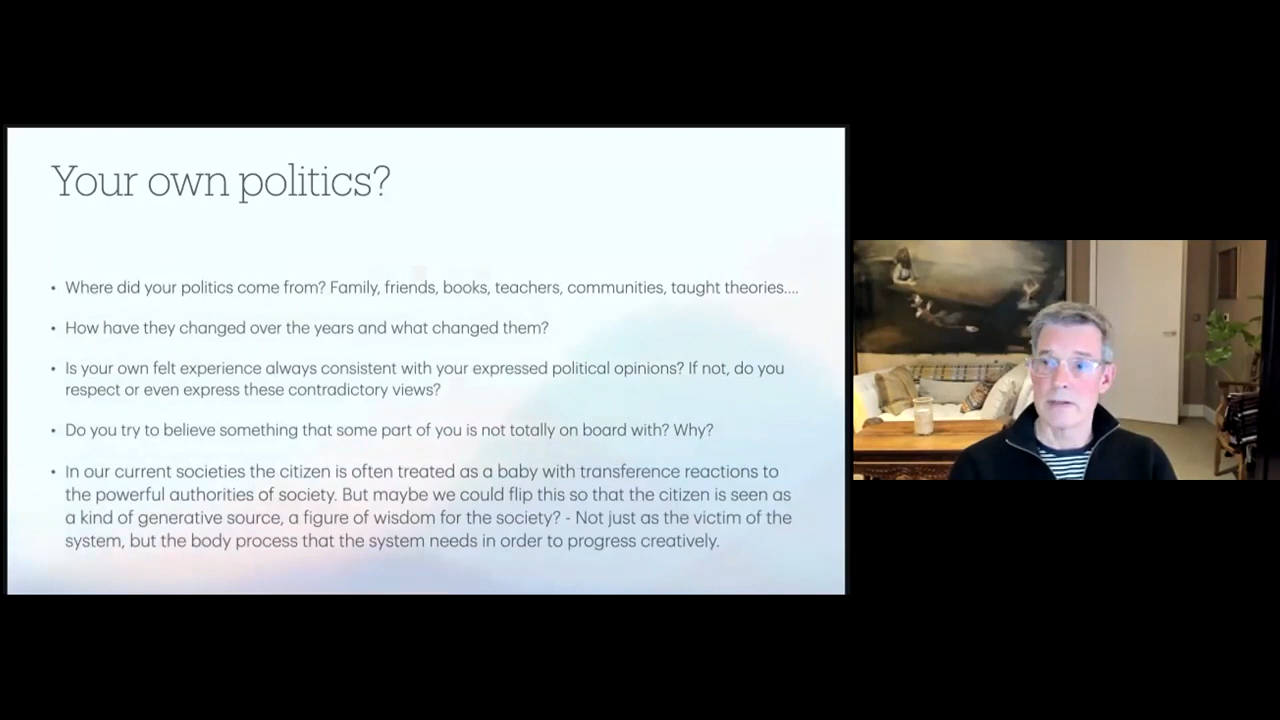 Your own politics?
• Where did your politics come from? Family, friends, books, teachers, communities, taught theories....
• How have they changed over the years and what changed them?
• Is your own felt experience always consistent with your expressed political opinions? If not, do you
respect or even express these contradictory views?
• Do you try to believe something that some part of you is not totally on board with? Why?
• In our current societies the citizen is often treated as a baby with transference reactions to
the powerful authorities of society. But maybe we could flip this so that the citizen is seen as
a kind of generative source, a figure of wisdom for the society? - Not just as the victim of the
system, but the body process that the system needs in order to progress creatively.